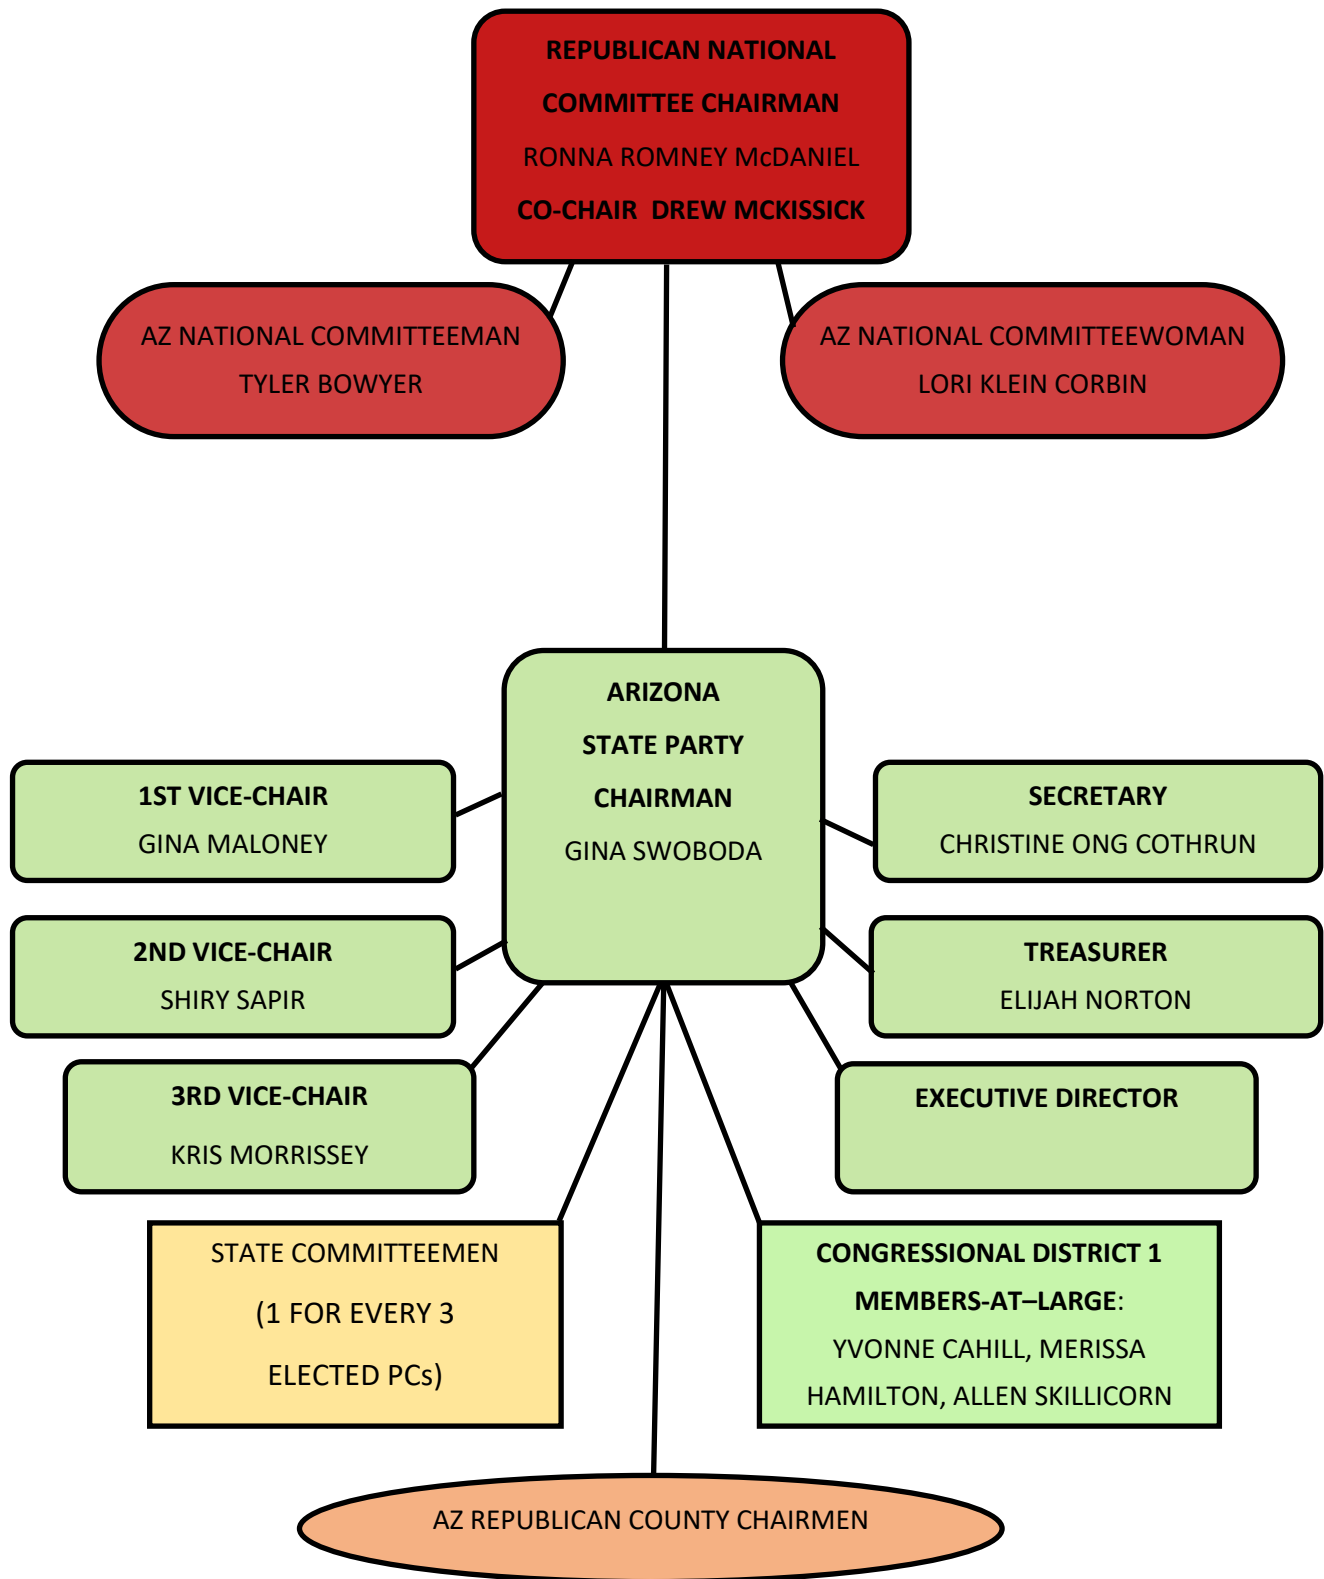 REPUBLICAN NATIONAL
COMMITTEE CHAIRMAN
RONNA ROMNEY McDANIEL
CO-CHAIR  DREW MCKISSICK
AZ NATIONAL COMMITTEEMAN
TYLER BOWYER
AZ NATIONAL COMMITTEEWOMAN
LORI KLEIN CORBIN
ARIZONA
STATE PARTY
CHAIRMAN
GINA SWOBODA
1ST VICE-CHAIR
GINA MALONEY
SECRETARY
CHRISTINE ONG COTHRUN
2ND VICE-CHAIR
SHIRY SAPIR
TREASURER
ELIJAH NORTON
3RD VICE-CHAIR
KRIS MORRISSEY
EXECUTIVE DIRECTOR
STATE COMMITTEEMEN
(1 FOR EVERY 3
ELECTED PCs)
CONGRESSIONAL DISTRICT 1
MEMBERS-AT–LARGE:
YVONNE CAHILL, MERISSA
HAMILTON, ALLEN SKILLICORN
AZ REPUBLICAN COUNTY CHAIRMEN